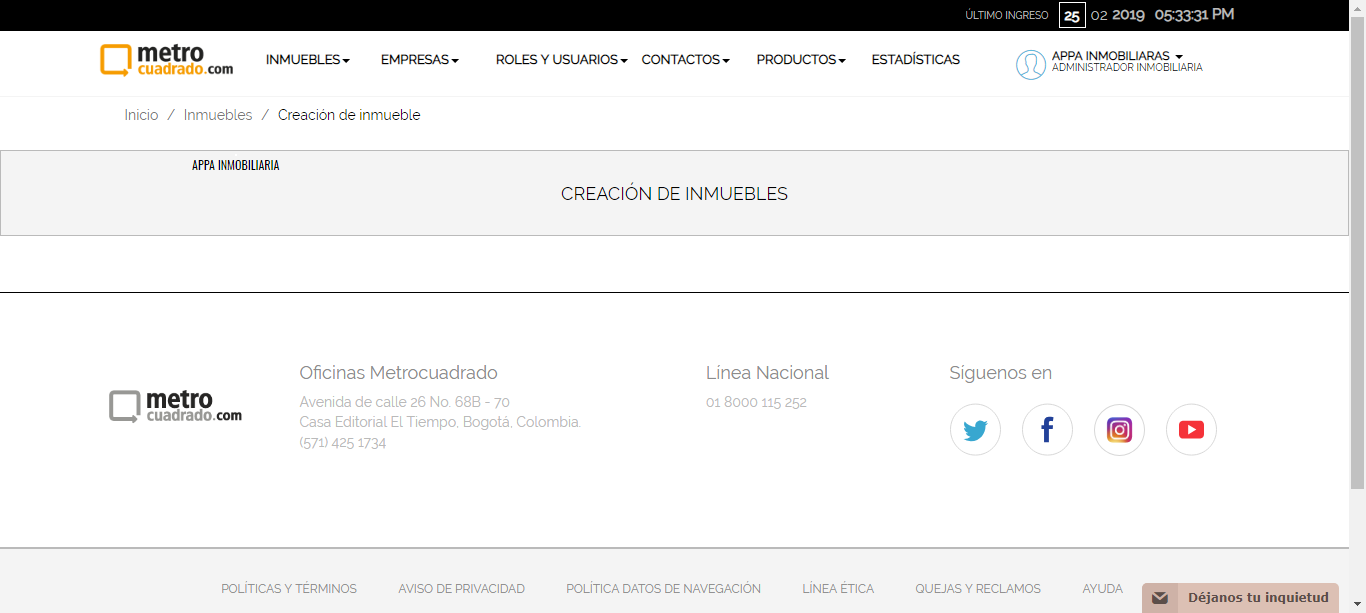 ÚLTIMO INGRESO 25 02 2019 05:33:31 PM
metro
cuadrado.com
INMUEBLES EMPRESAS ROLES Y USUARIOS CONTACTOS PRODUCTOS ESTADÍSTICAS
APPA INMOBILIARAS
ADMINISTRADOR INMOBILIARIA
Inicio / Inmuebles / Creación de inmueble
APPA INMOBILIARIA
CREACIÓN DE INMUEBLES
metro
cuadrado.com
Oficinas Metrocuadrado
Avenida de calle 26 No. 68B - 70
Casa Editorial El Tiempo, Bogotá, Colombia.
(571) 425 1734
Línea Nacional
01 8000 115 252
Síguenos en
POLÍTICAS Y TÉRMINOS AVISO DE PRIVACIDAD POLÍTICA DATOS DE NAVEGACIÓN LÍNEA ÉTICA QUEJAS Y RECLAMOS AYUDA
Déjanos tu inquietud